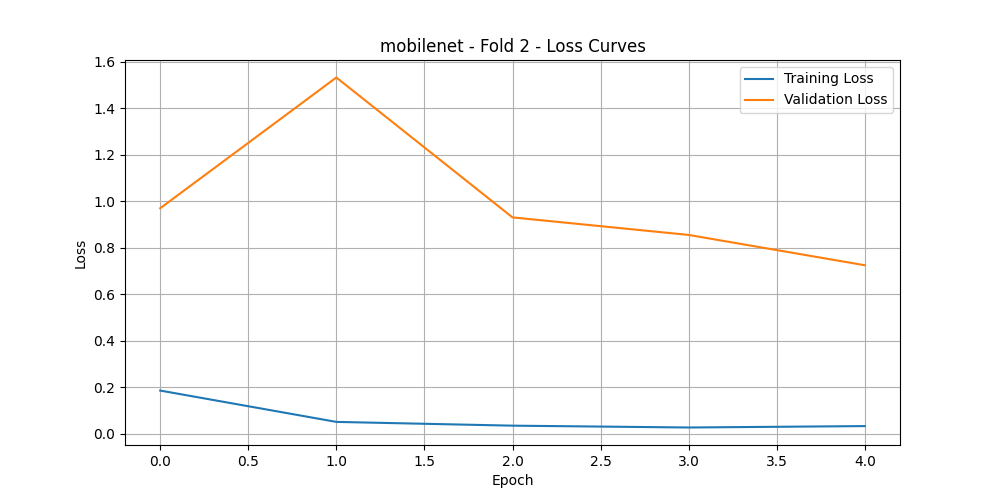 mobilenet - Fold 2 - Loss Curves
Training Loss
Validation Loss
1.6
1.4
1.2
1.0
0.8
0.6
0.4
0.2
0.0
Loss
0.0 0.5 1.0 1.5 2.0 2.5 3.0 3.5 4.0
Epoch